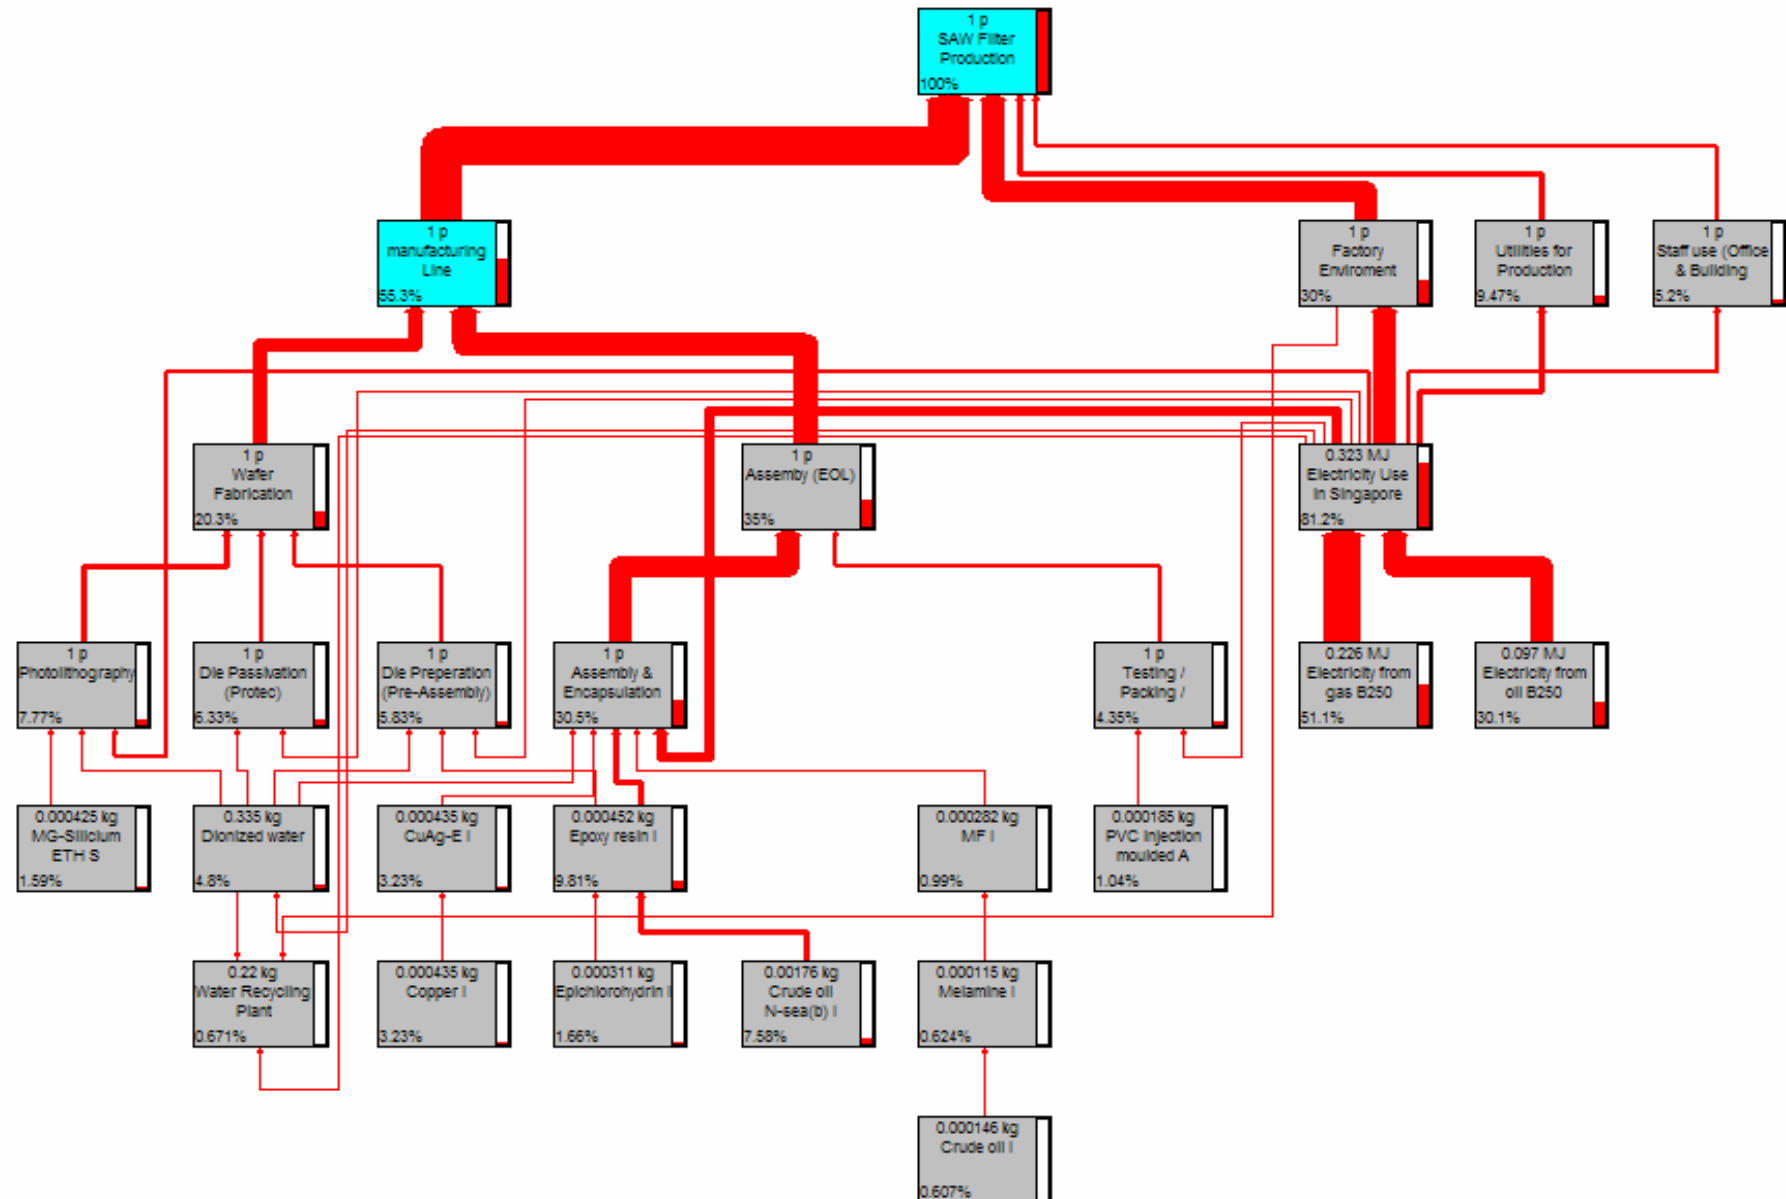 1 p
SAW Filter
Production
100%
1 p
manufacturing
Line
55.3%
1 p
Factory
Enviroment
30%
1 p
Utilities for
Production
9.47%
1 p
Staff use (Office
& Building
5.2%
1 p
Wafer
Fabrication
20.3%
1 p
Assemby (EOL)
35%
0.323 MJ
Electricity Use
in Singapore
81.2%
1 p
Photolithography
7.77%
1 p
Die Passivation
(Protec)
6.33%
1 p
Die Preperation
(Pre-Assembly)
5.83%
1 p
Assembly &
Encapsulation
30.5%
1 p
Testing /
Packing /
4.35%
0.226 MJ
Electricity from
gas B250
51.1%
0.097 MJ
Electricity from
oil B250
30.1%
0.000425 kg
MG-Silicium
ETH S
1.59%
0.335 kg
Dionized water
4.8%
0.000435 kg
CuAg-E I
3.23%
0.000452 kg
Epoxy resin I
9.81%
0.000282 kg
MF I
0.99%
0.000185 kg
PVC injection
moulded A
1.04%
0.22 kg
Water Recycling
Plant
0.671%
0.000435 kg
Copper I
3.23%
0.000311 kg
Epichlorohydrin I
1.66%
0.00176 kg
Crude oil
N-sea(b) I
7.58%
0.000115 kg
Melamine I
0.624%
0.000146 kg
Crude oil I
0.607%